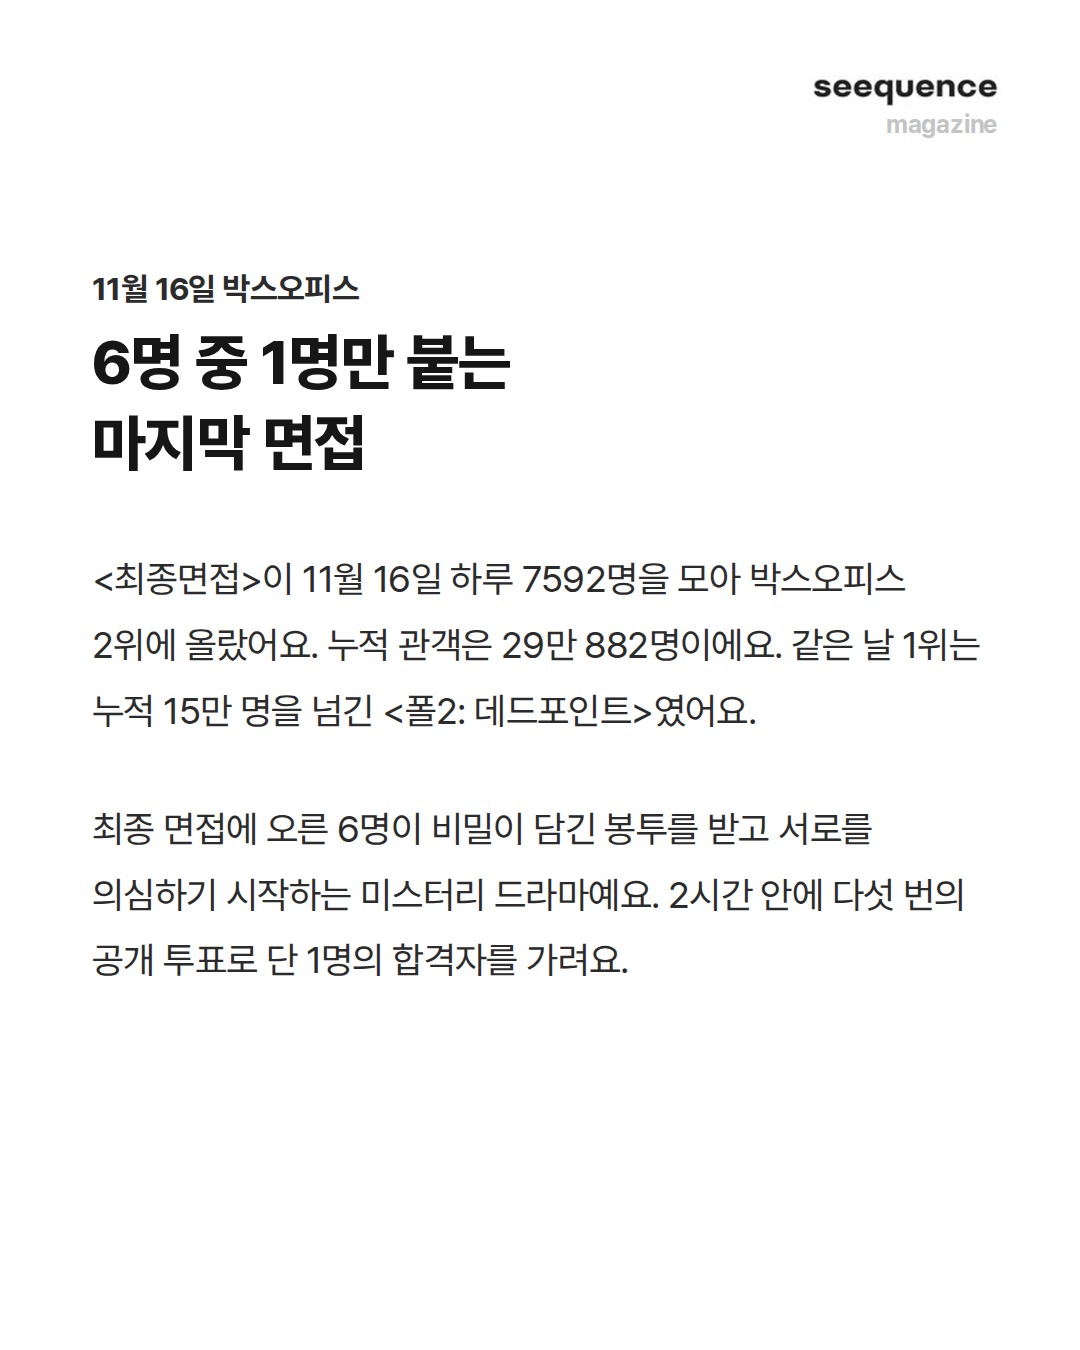 seequence
magazine
11월 16일 박스오피스
6명 중 1명만 붙는
마지막 면접
<최종면접>이 11월 16일 하루 7592명을 모아 박스오피스
2위에 올랐어요. 누적 관객은 29만 882명이에요. 같은 날 1위는
누적 15만 명을 넘긴 <폴2: 데드포인트>였어요.
최종 면접에 오른 6명이 비밀이 담긴 봉투를 받고 서로를
의심하기 시작하는 미스터리 드라마예요. 2시간 안에 다섯 번의
공개 투표로 단 1명의 합격자를 가려요.